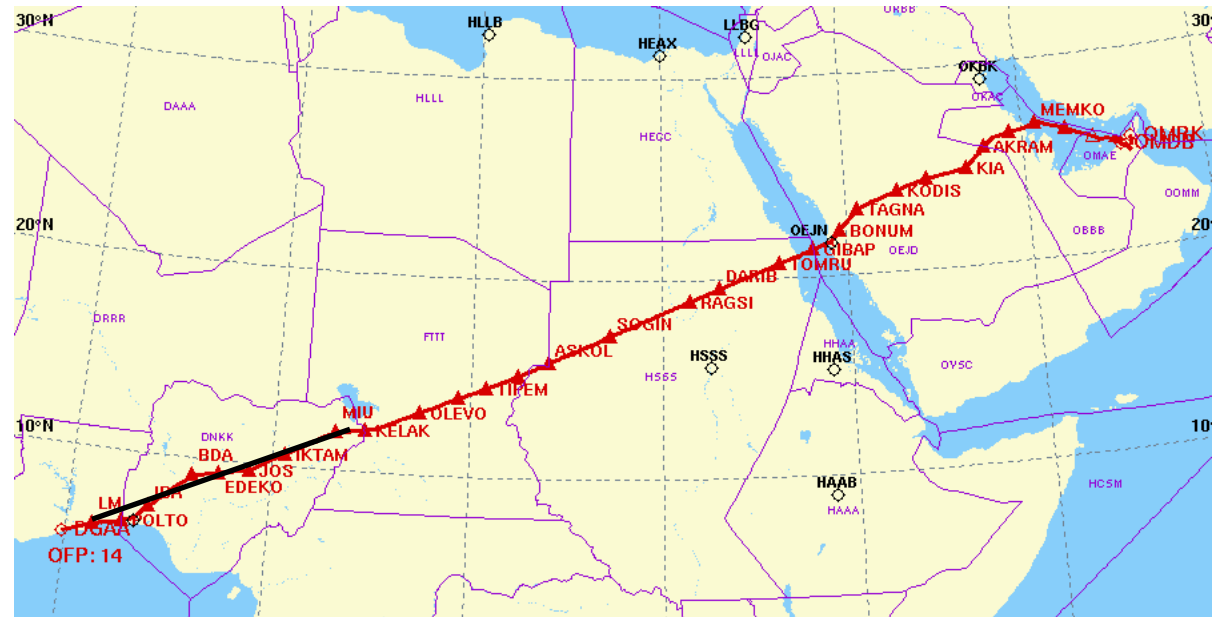 30°N
HLLB
LLBG
ORBB
30°
HEAX
LLLL
OJAC
OKBK
OKAC
DAAA
HLLL
HECC
MEMKO
OMRK
OMDB
AKRAM
OMAE
KIA
OOMM
KODIS
TAGNA
20°N
20°
OEJN
BONUM
OBBB
GIBAP
OEJD
TOMRU
DARIB
RAGSI
DRRR
SOGIN
FTTT
ASKOL
HSSS
HHAA
HHAS
OYSC
HSSS
TIPEM
MIU
OLEVO
10°N
KELAK
10°
DNKK
BDA
IKTAM
JOS
EDEKO
HAAB
HCSM
IBA
LM
POLTO
HAAA
DGAA
OFP: 14